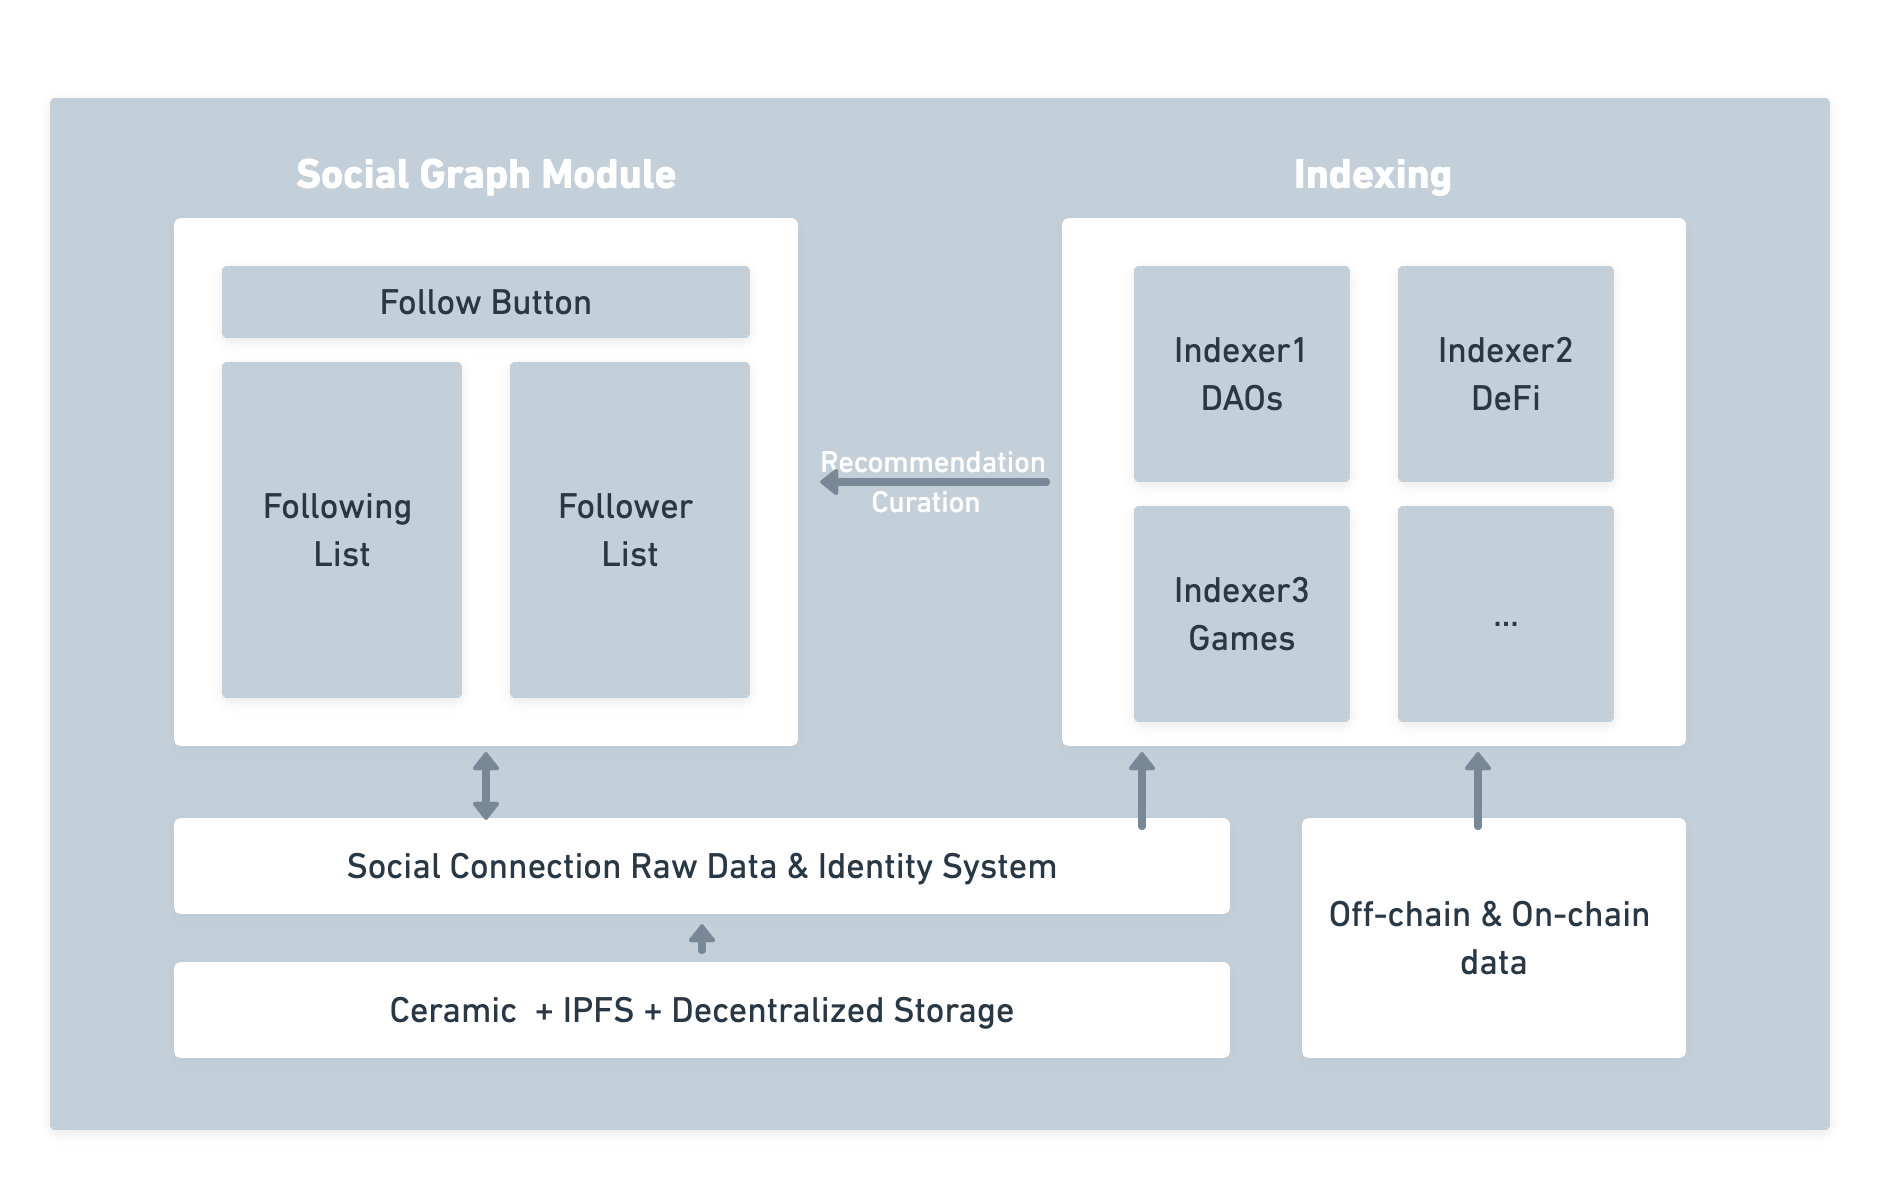 Social Graph Module
Follow Button
Following
List
Follower
List
Recommendation
Curation
Indexing
Indexer1
DAOs
Indexer2
DeFi
Indexer3
Games
...
Social Connection Raw Data & Identity System
Ceramic + IPFS + Decentralized Storage
Off-chain & On-chain
data